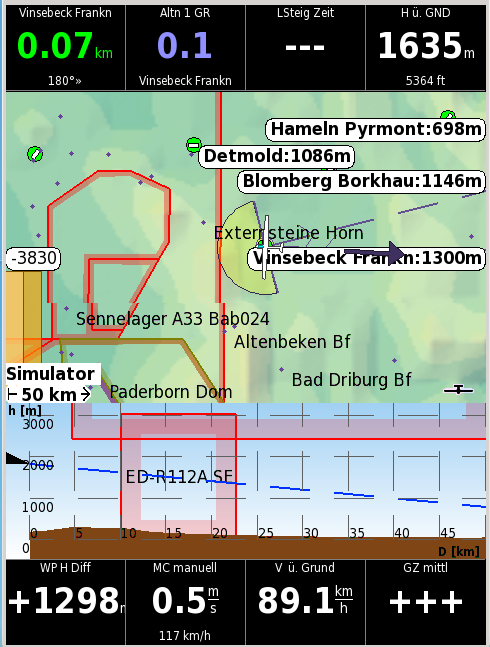 Vinsebeck Frankn
Altn 1 GR
LSteig Zeit
H ü. GND
0.07 km
0.1
---
1635 m
180°»
Vinsebeck Frankn
5364 ft
Hameln Pyrmont:698m
Detmold:1086m
Blomberg Borkhau:1146m
Externsteine Horn
-3830
Vinsebeck Frankn:1300m
Sennelager A33 Bab024
Altenbeken Bf
Simulator
50 km
Paderborn Dom
Bad Driburg Bf
h [m]
3000
2000
ED-R112A SE
1000
0 5 10 15 20 25 30 35 40 45
0
D [km]
WP H Diff
MC manuell
V ü. Grund
GZ mittl
+1298
0.5 m/s
89.1 km/h
+++
117 km/h